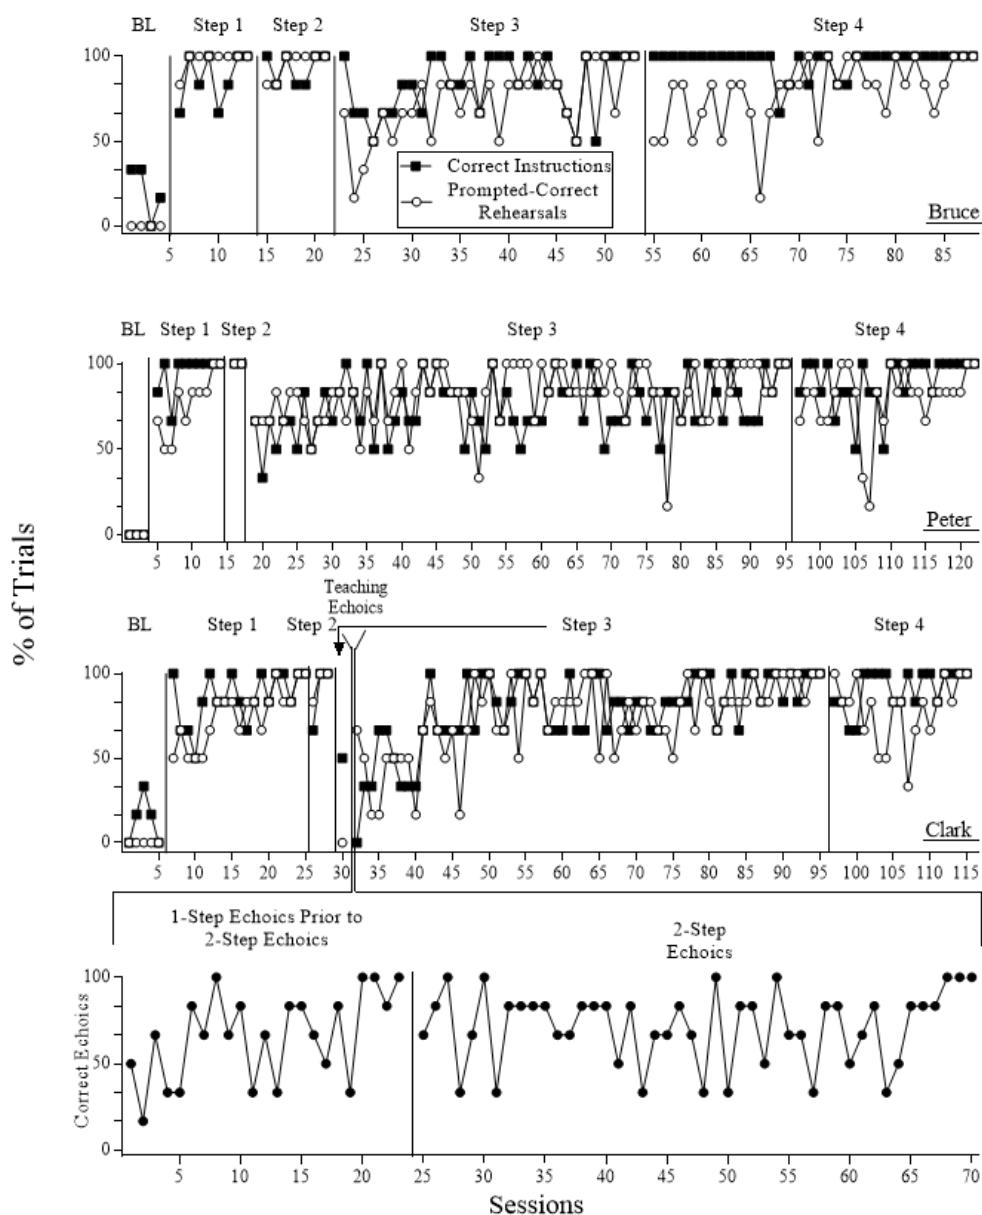 BL Step 1 Step 2 Step 3 Step 4
100
50
0
Correct Instructions
Prompted-Correct
Rehearsals
Bruce
5 10 15 20 25 30 35 40 45 50 55 60 65 70 75 80 85
BL Step 1 Step 2 Step 3 Step 4
100
50
0
Peter
5 10 15 15 20 25 30 35 40 45 50 55 60 65 70 75 80 85 90 95 100 105 110 115 120
Teaching
Echoics
BL Step 1 Step 2 Step 3 Step 4
100
50
0
Clark
5 10 15 20 25 30 35 40 45 50 55 60 65 70 75 80 85 90 95 100 105 110 115
1-Step Echoics Prior to
2-Step Echoics
2-Step
Echoics
100
50
0
Correct Echoics
5 10 15 20 25 30 35 40 45 50 55 60 65 70
% of Trials
Sessions